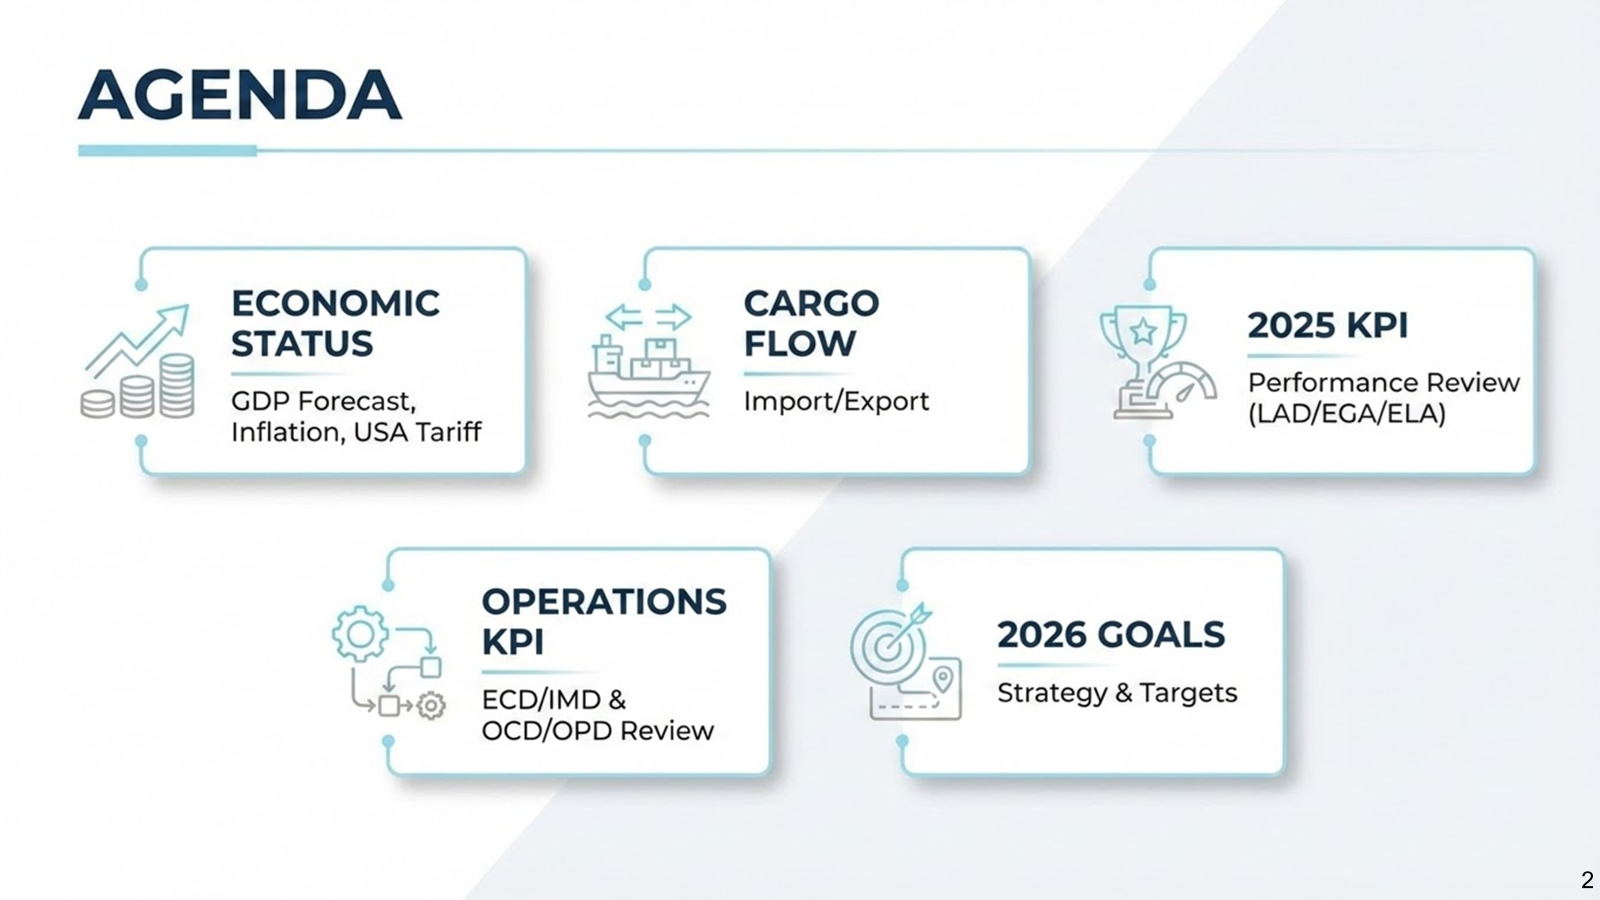 AGENDA
ECONOMIC
STATUS
GDP Forecast,
Inflation, USA Tariff
CARGO
FLOW
Import/Export
2025 KPI
Performance Review
(LAD/EGA/ELA)
OPERATIONS
KPI
ECD/IMD &
OCD/OPD Review
2026 GOALS
Strategy & Targets
2